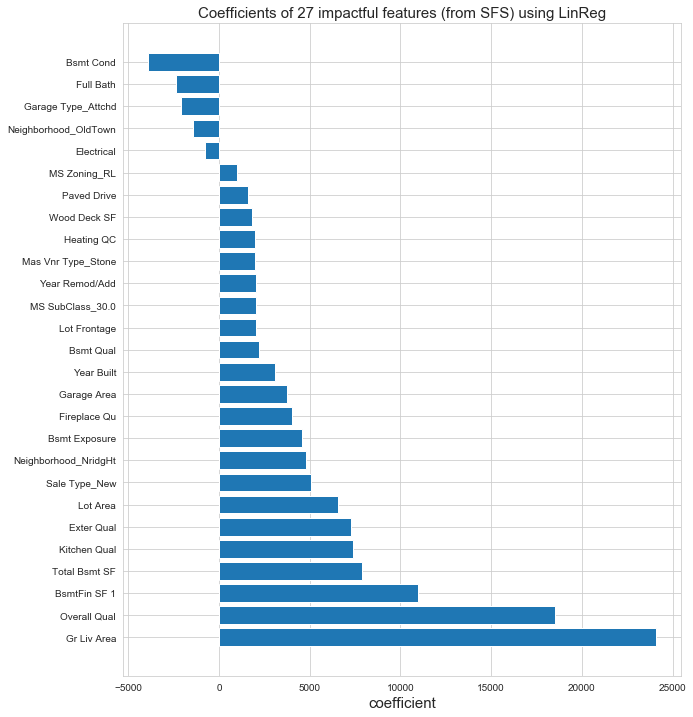 Coefficients of 27 impactful features (from SFS) using LinReg
Bsmt Cond
Full Bath
Garage Type_Attchd
Neighborhood_OldTown
Electrical
MS Zoning_RL
Paved Drive
Wood Deck SF
Heating QC
Mas Vnr Type_Stone
Year Remod/Add
MS SubClass_30.0
Lot Frontage
Bsmt Qual
Year Built
Garage Area
Fireplace Qu
Bsmt Exposure
Neighborhood_NridgHt
Sale Type_New
Lot Area
Exter Qual
Kitchen Qual
Total Bsmt SF
BsmtFin SF 1
Overall Qual
Gr Liv Area
−5000 0 5000 10000 15000 20000 25000
coefficient